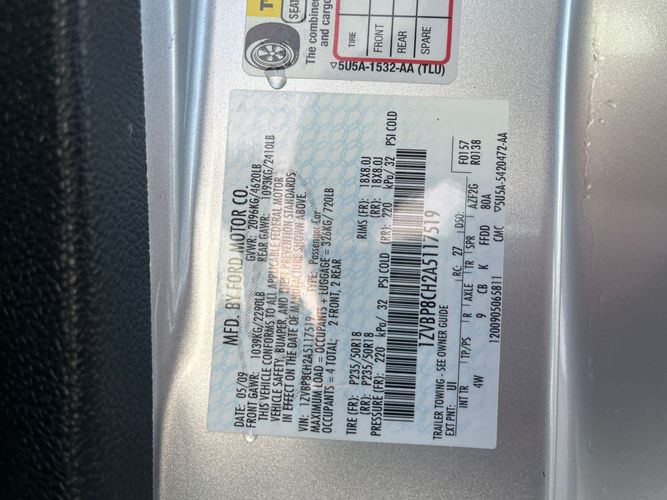 SEAT
The combined
and cargo
TIRE
FRONT
REAR
SPARE
▽5U5A-1532-AA (TLU)
MFD. BY FORD MOTOR CO.
DATE: 05/09 GVWR: 2096KG/4620LB
FRONT GAWR: 1039KG/2290LB REAR GAWR: 1093KG/2410LB
THIS VEHICLE CONFORMS TO ALL APPLICABLE FEDERAL MOTOR
VEHICLE SAFETY, BUMPER, AND THEFT PREVENTION STANDARDS
IN EFFECT ON THE DATE OF MANUFACTURE SHOWN ABOVE.
VIN: 1ZVBP8CH2A5117519 TYPE: Passenger Car
MAXIMUM LOAD = OCCUPANTS + LUGGAGE = 326KG/720LB
OCCUPANTS = 4 TOTAL; 2 FRONT, 2 REAR
TIRE (FR): P235/50R18 RIMS (FR): 18X8.0J
(RR): P235/50R18 (RR): 18X8.0J
PRESSURE (FR): 220 kPa/ 32 PSI COLD (RR): 220 kPa/ 32 PSI COLD
1ZVBP8CH2A5117519
TRAILER TOWING - SEE OWNER GUIDE
EXT PNT: UI RC: 27 DSO: F0157
R0138
INT TR TP/PS R AXLE TR SPR AZF2G
4W 9 CB K FFDD 80A
1200905065811 CMC ▽5U5A-5420472-AA